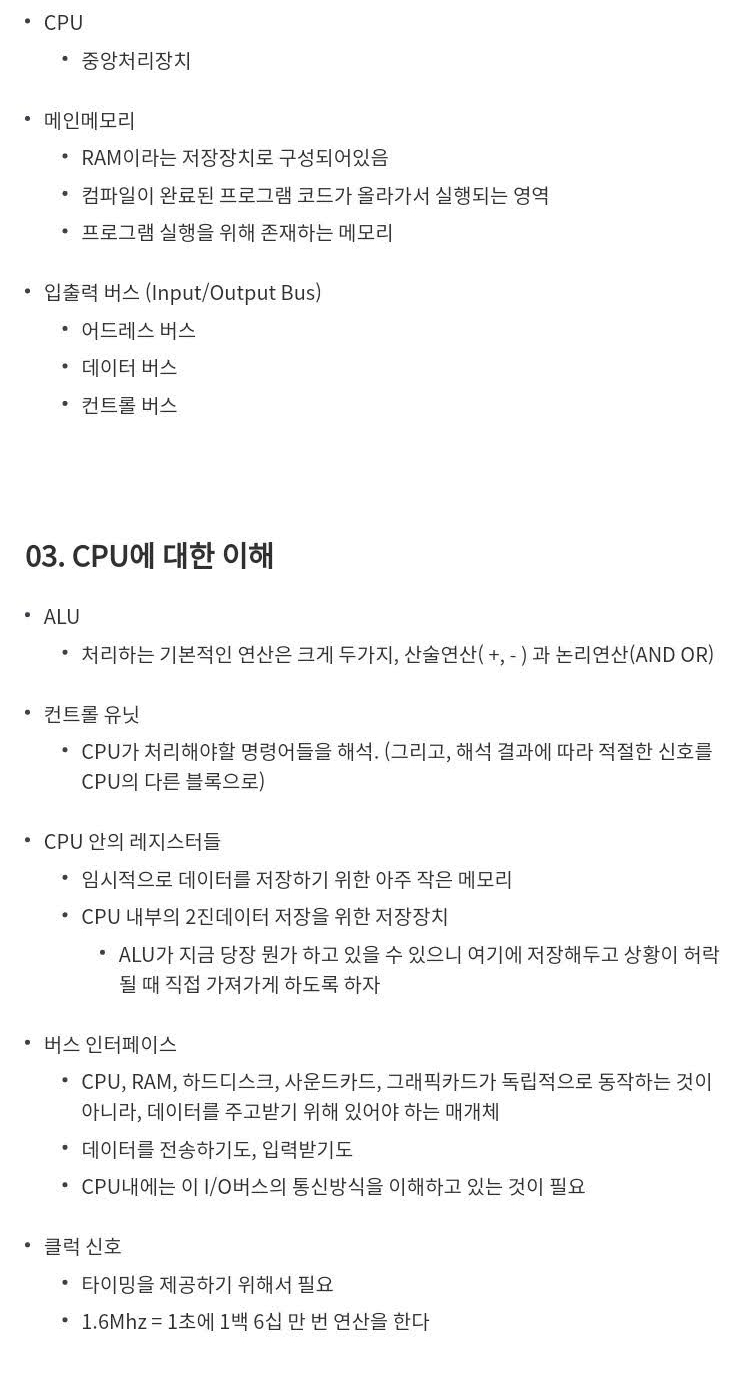 • CPU
• 중앙처리장치
• 메인메모리
• RAM이라는 저장장치로 구성되어있음
• 컴파일이 완료된 프로그램 코드가 올라가서 실행되는 영역
• 프로그램 실행을 위해 존재하는 메모리
• 입출력 버스 (Input/Output Bus)
• 어드레스 버스
• 데이터 버스
• 컨트롤 버스
03. CPU에 대한 이해
• ALU
• 처리하는 기본적인 연산은 크게 두가지, 산술연산( +, - ) 과 논리연산(AND OR)
• 컨트롤 유닛
• CPU가 처리해야할 명령어들을 해석. (그리고, 해석 결과에 따라 적절한 신호를
CPU의 다른 블록으로)
• CPU 안의 레지스터들
• 임시적으로 데이터를 저장하기 위한 아주 작은 메모리
• CPU 내부의 2진데이터 저장을 위한 저장장치
• ALU가 지금 당장 뭔가 하고 있을 수 있으니 여기에 저장해두고 상황이 허락
될 때 직접 가져가게 하도록 하자
• 버스 인터페이스
• CPU, RAM, 하드디스크, 사운드카드, 그래픽카드가 독립적으로 동작하는 것이
아니라, 데이터를 주고받기 위해 있어야 하는 매개체
• 데이터를 전송하기도, 입력받기도
• CPU내에는 이 I/O버스의 통신방식을 이해하고 있는 것이 필요
• 클럭 신호
• 타이밍을 제공하기 위해서 필요
• 1.6Mhz = 1초에 1백 6십 만 번 연산을 한다